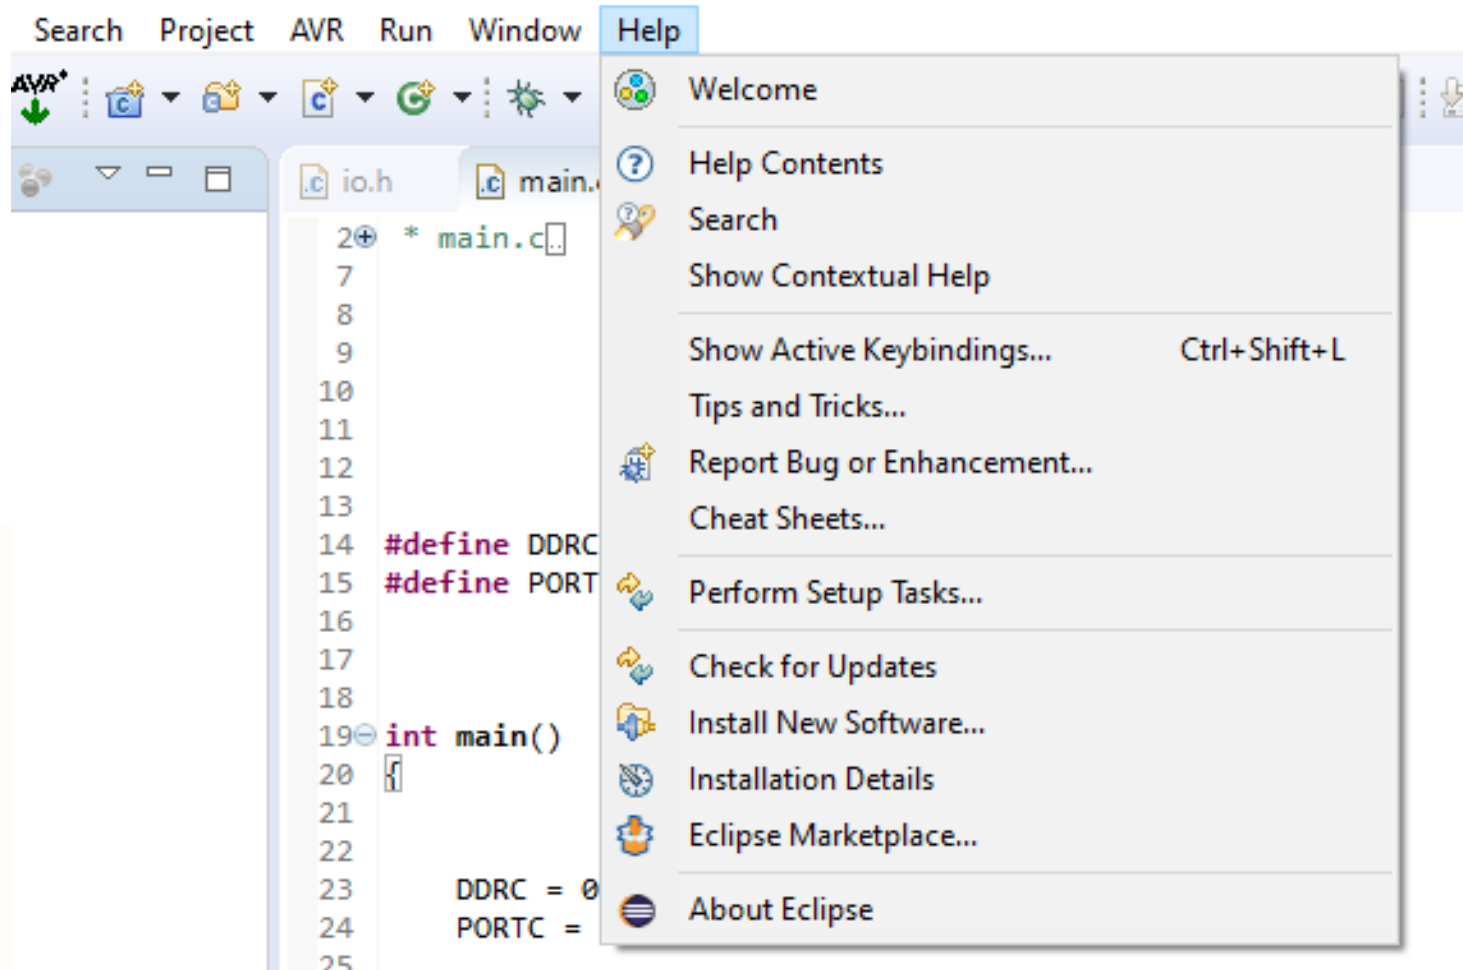 Search Project AVR Run Window Help
AVR
io.h main.
2 * main.c
7
8
9
10
11
12
13
14 #define DDRC
15 #define PORT
16
17
18
19 int main()
20 {
21
22
23 DDRC = 0
24 PORTC =
25
Welcome
Help Contents
Search
Show Contextual Help
Show Active Keybindings... Ctrl+Shift+L
Tips and Tricks...
Report Bug or Enhancement...
Cheat Sheets...
Perform Setup Tasks...
Check for Updates
Install New Software...
Installation Details
Eclipse Marketplace...
About Eclipse